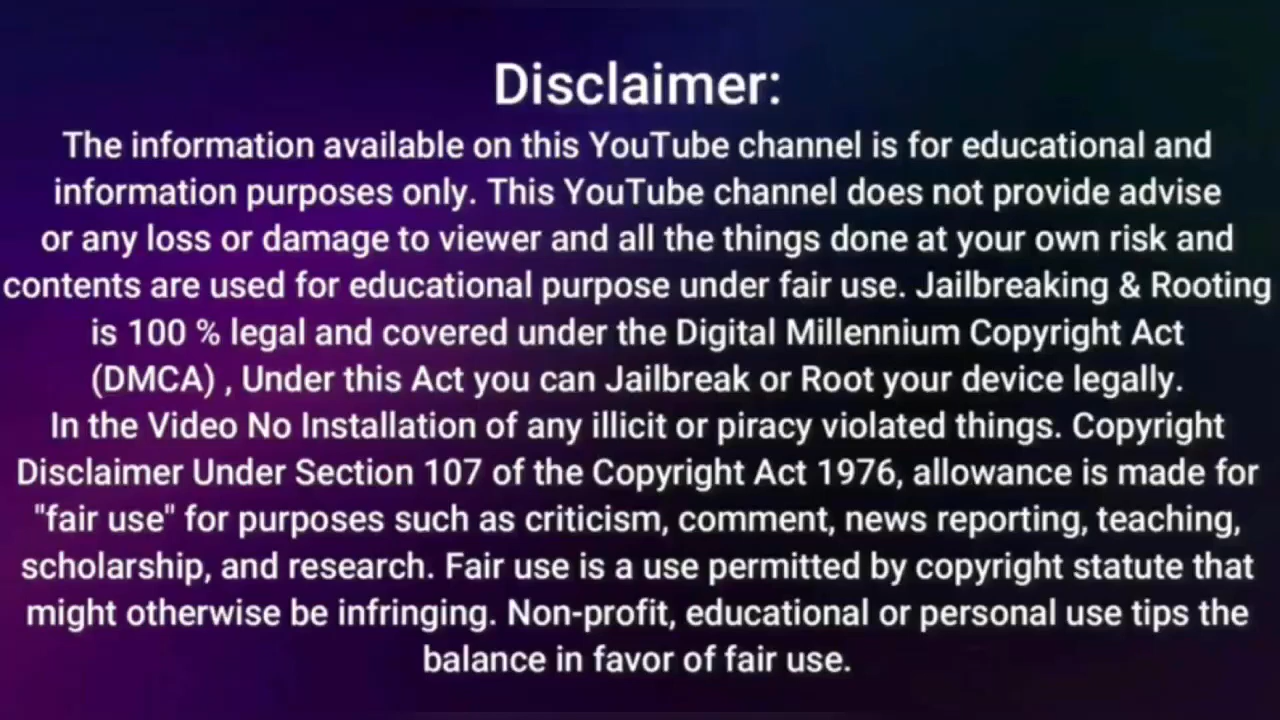 Disclaimer:
The information available on this YouTube channel is for educational and
information purposes only. This YouTube channel does not provide advise
or any loss or damage to viewer and all the things done at your own risk and
contents are used for educational purpose under fair use. Jailbreaking & Rooting
is 100 % legal and covered under the Digital Millennium Copyright Act
(DMCA) , Under this Act you can Jailbreak or Root your device legally.
In the Video No Installation of any illicit or piracy violated things. Copyright
Disclaimer Under Section 107 of the Copyright Act 1976, allowance is made for
"fair use" for purposes such as criticism, comment, news reporting, teaching,
scholarship, and research. Fair use is a use permitted by copyright statute that
might otherwise be infringing. Non-profit, educational or personal use tips the
balance in favor of fair use.